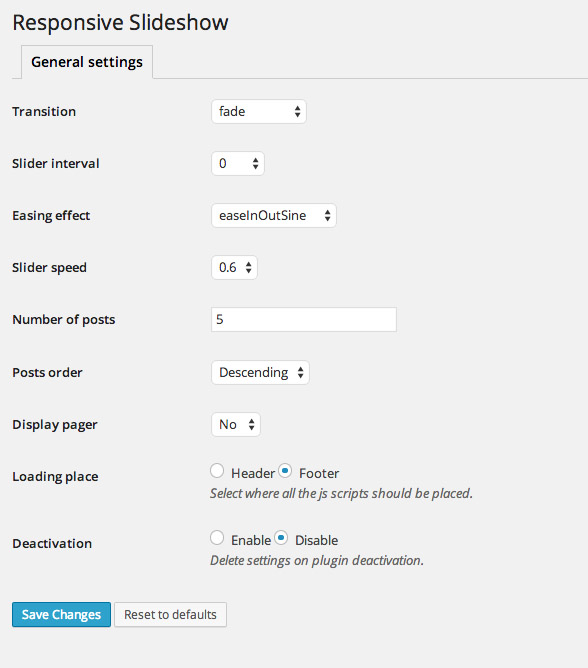 Responsive Slideshow
General settings
Transition fade
Slider interval 0
Easing effect easeInOutSine
Slider speed 0.6
Number of posts 5
Posts order Descending
Display pager No
Loading place Header Footer
Select where all the js scripts should be placed.
Deactivation Enable Disable
Delete settings on plugin deactivation.
Save Changes Reset to defaults